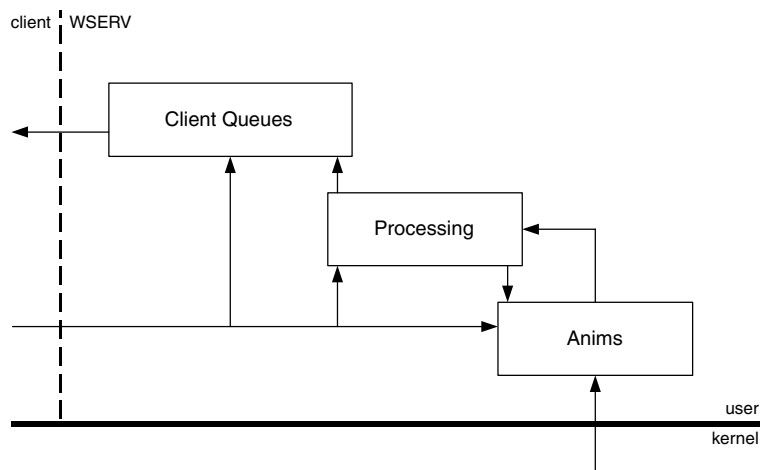 client WSERV
Client Queues
Processing
Anims
user
kernel